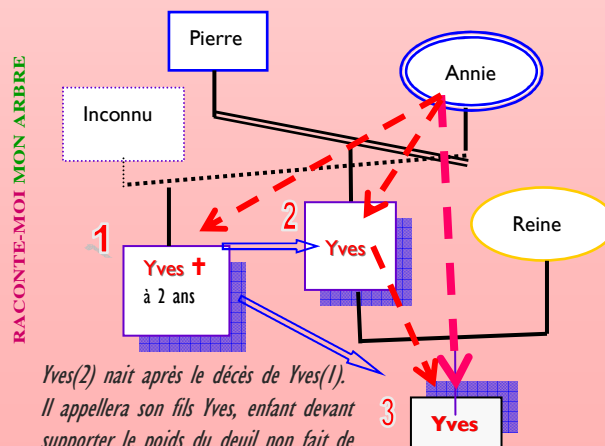 RACONTE-MOI MON ARBRE
Pierre
Annie
Inconnu
1
2
Yves
Reine
Yves ✝
à 2 ans
Yves(2) nait après le décès de Yves(1).
Il appellera son fils Yves, enfant devant
supporter le poids du deuil non fait de
3
Yves